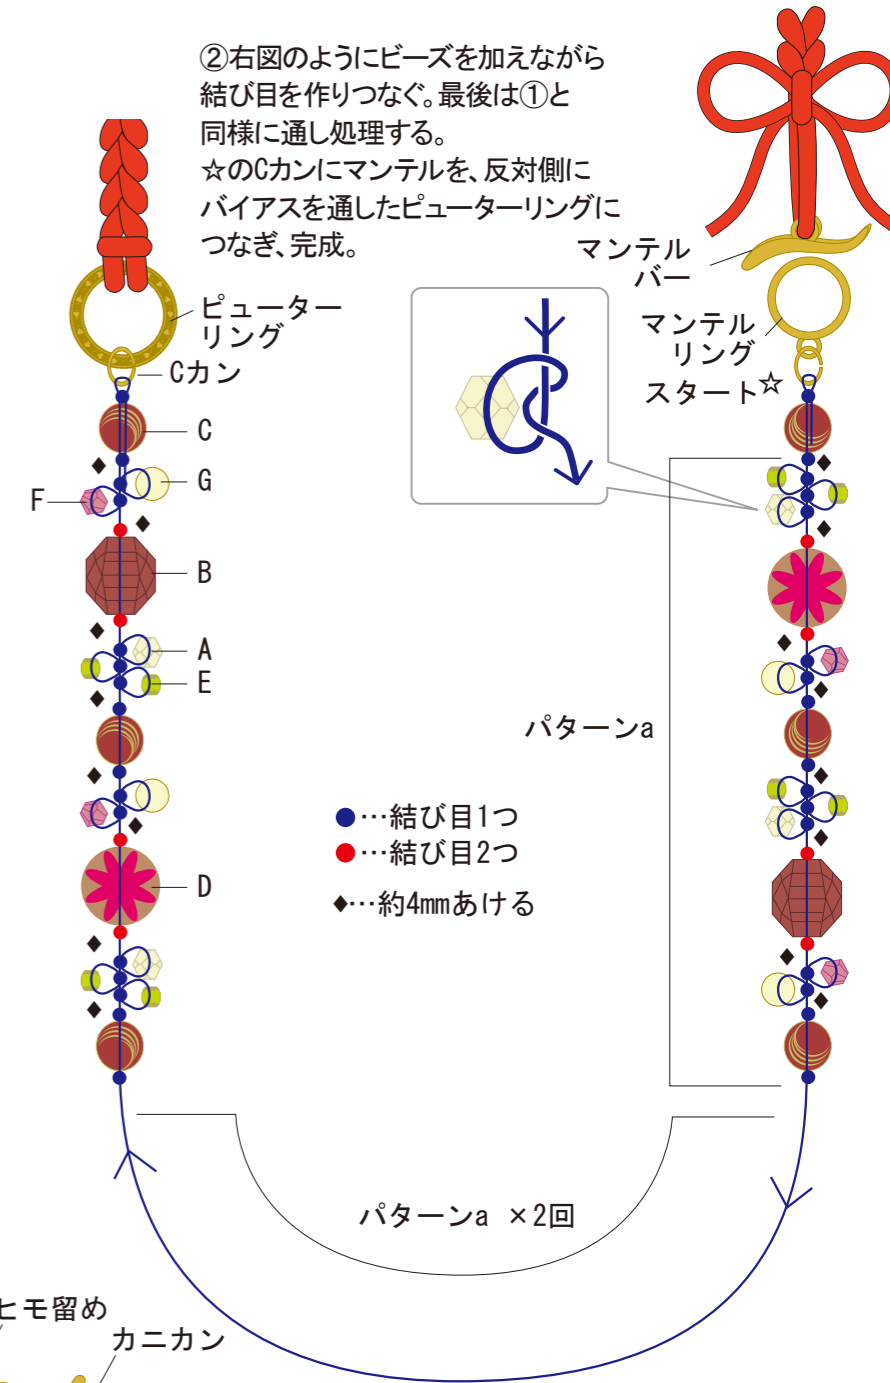 ②右図のようにビーズを加えながら
結び目を作りつなぐ。最後は①と
同様に通し処理する。
☆のCカンにマンテルを、反対側に
バイアスを通したピューターリングに
つなぎ、完成。
マンテル
バー
ピューター
リング
マンテル
リング
Cカン
スタート☆
C
G
F
B
A
E
パターンa
●…結び目1つ
●…結び目2つ
◆…約4mmあける
D
パターンa ×2回
ヒモ留め
カニカン